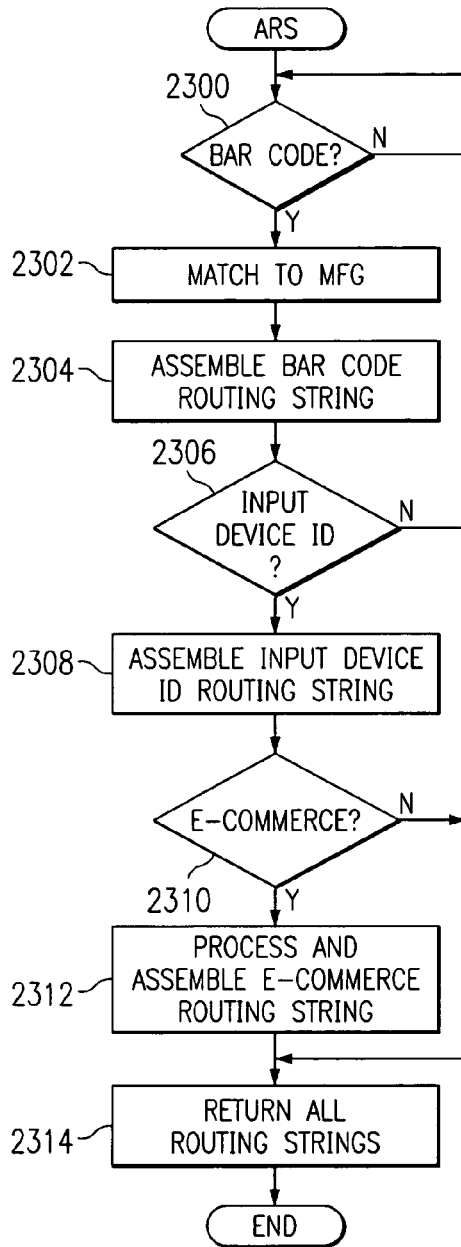 ARS
2300
BAR CODE?
N
Y
2302
MATCH TO MFG
2304
ASSEMBLE BAR CODE
ROUTING STRING
2306
INPUT
DEVICE ID
?
N
Y
2308
ASSEMBLE INPUT DEVICE
ID ROUTING STRING
E-COMMERCE?
N
2310
Y
2312
PROCESS AND
ASSEMBLE E-COMMERCE
ROUTING STRING
2314
RETURN ALL
ROUTING STRINGS
END